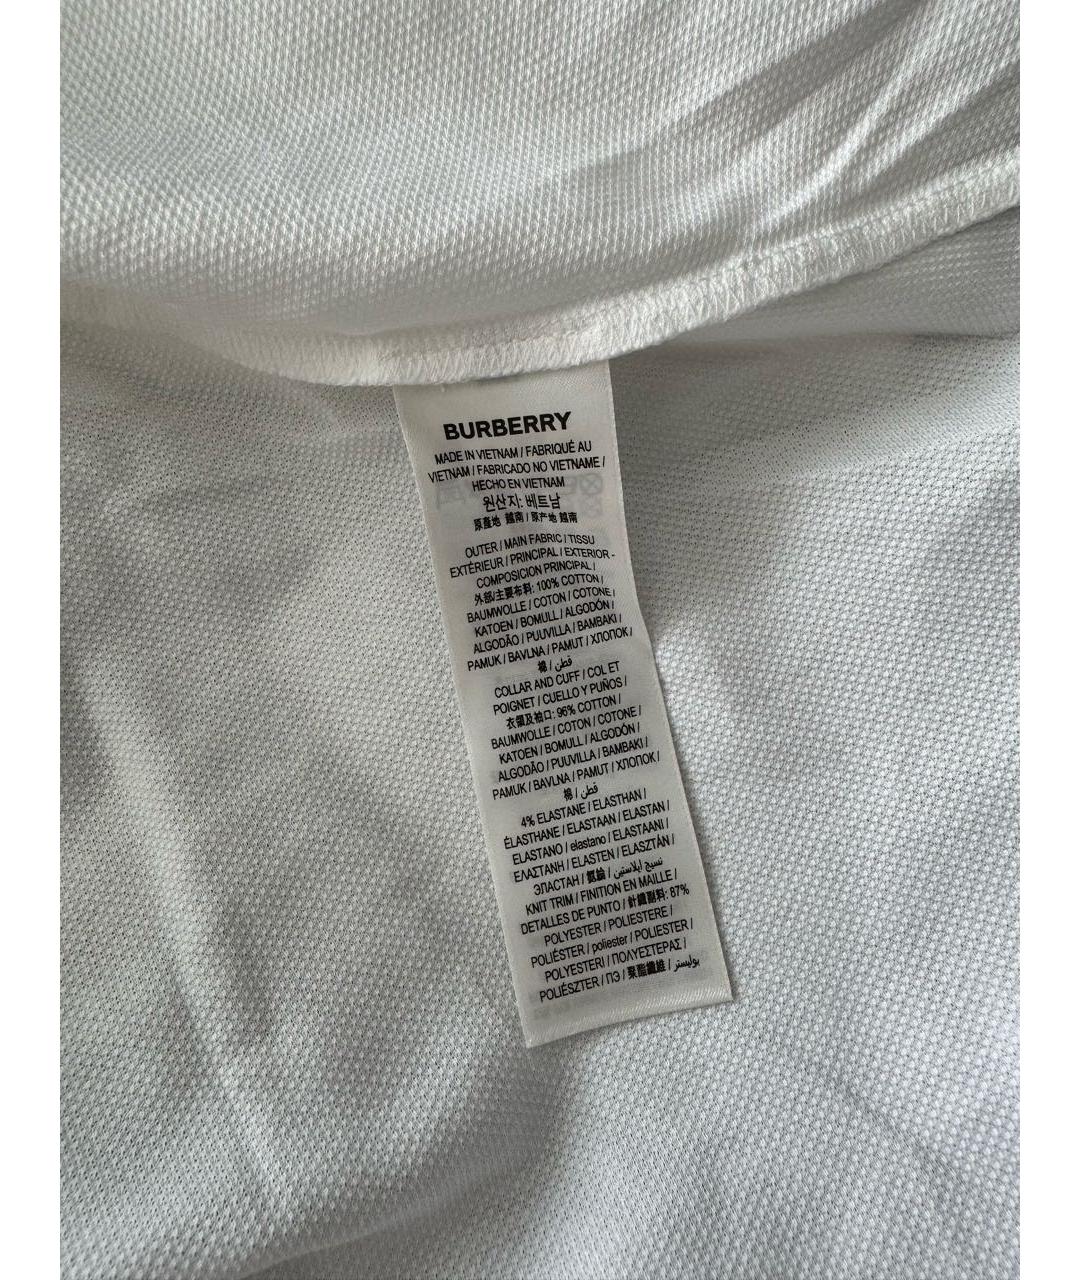 BURBERRY
MADE IN VIETNAM / FABRIQUÉ AU
VIETNAM / FABRICADO NO VIETNAME /
HECHO EN VIETNAM
원산지: 베트남
原產地 越南 / 原产地 越南
OUTER / MAIN FABRIC / TISSU
EXTÉRIEUR / PRINCIPAL / EXTERIOR -
COMPOSICION PRINCIPAL /
外部/主要布料: 100% COTTON /
BAUMWOLLE / COTON / COTONE /
KATOEN / BOMULL / ALGODÓN /
ALGODÃO / PUUVILLA / ΒΑΜΒΑΚΙ /
PAMUK / BAVLNA / PAMUT / ХЛОПОК /
棉 / قطن
COLLAR AND CUFF / COL ET
POIGNET / CUELLO Y PUÑOS /
衣領及袖口: 96% COTTON /
BAUMWOLLE / COTON / COTONE /
KATOEN / BOMULL / ALGODÓN /
ALGODÃO / PUUVILLA / ΒΑΜΒΑΚΙ /
PAMUK / BAVLNA / PAMUT / ХЛОПОК /
棉 / قطن
4% ELASTANE / ELASTHAN /
ÉLASTHANE / ELASTAAN / ELASTAN /
ELASTANO / elastano / ELASTAANI /
ΕΛΑΣΤΑΝΗ / ELASTEN / ELASZTÁN /
ЭЛАСТАН / 氨綸 / نسيج ايلاستين
KNIT TRIM / FINITION EN MAILLE /
DETALLES DE PUNTO / 針織副料: 87%
POLYESTER / POLIESTERE /
POLIÉSTER / poliester / POLIESTER /
POLYESTERI / ΠΟΛΥΕΣΤΕΡΑΣ /
POLIÉSZTER / ПЭ / 聚酯纖維 / بوليستر